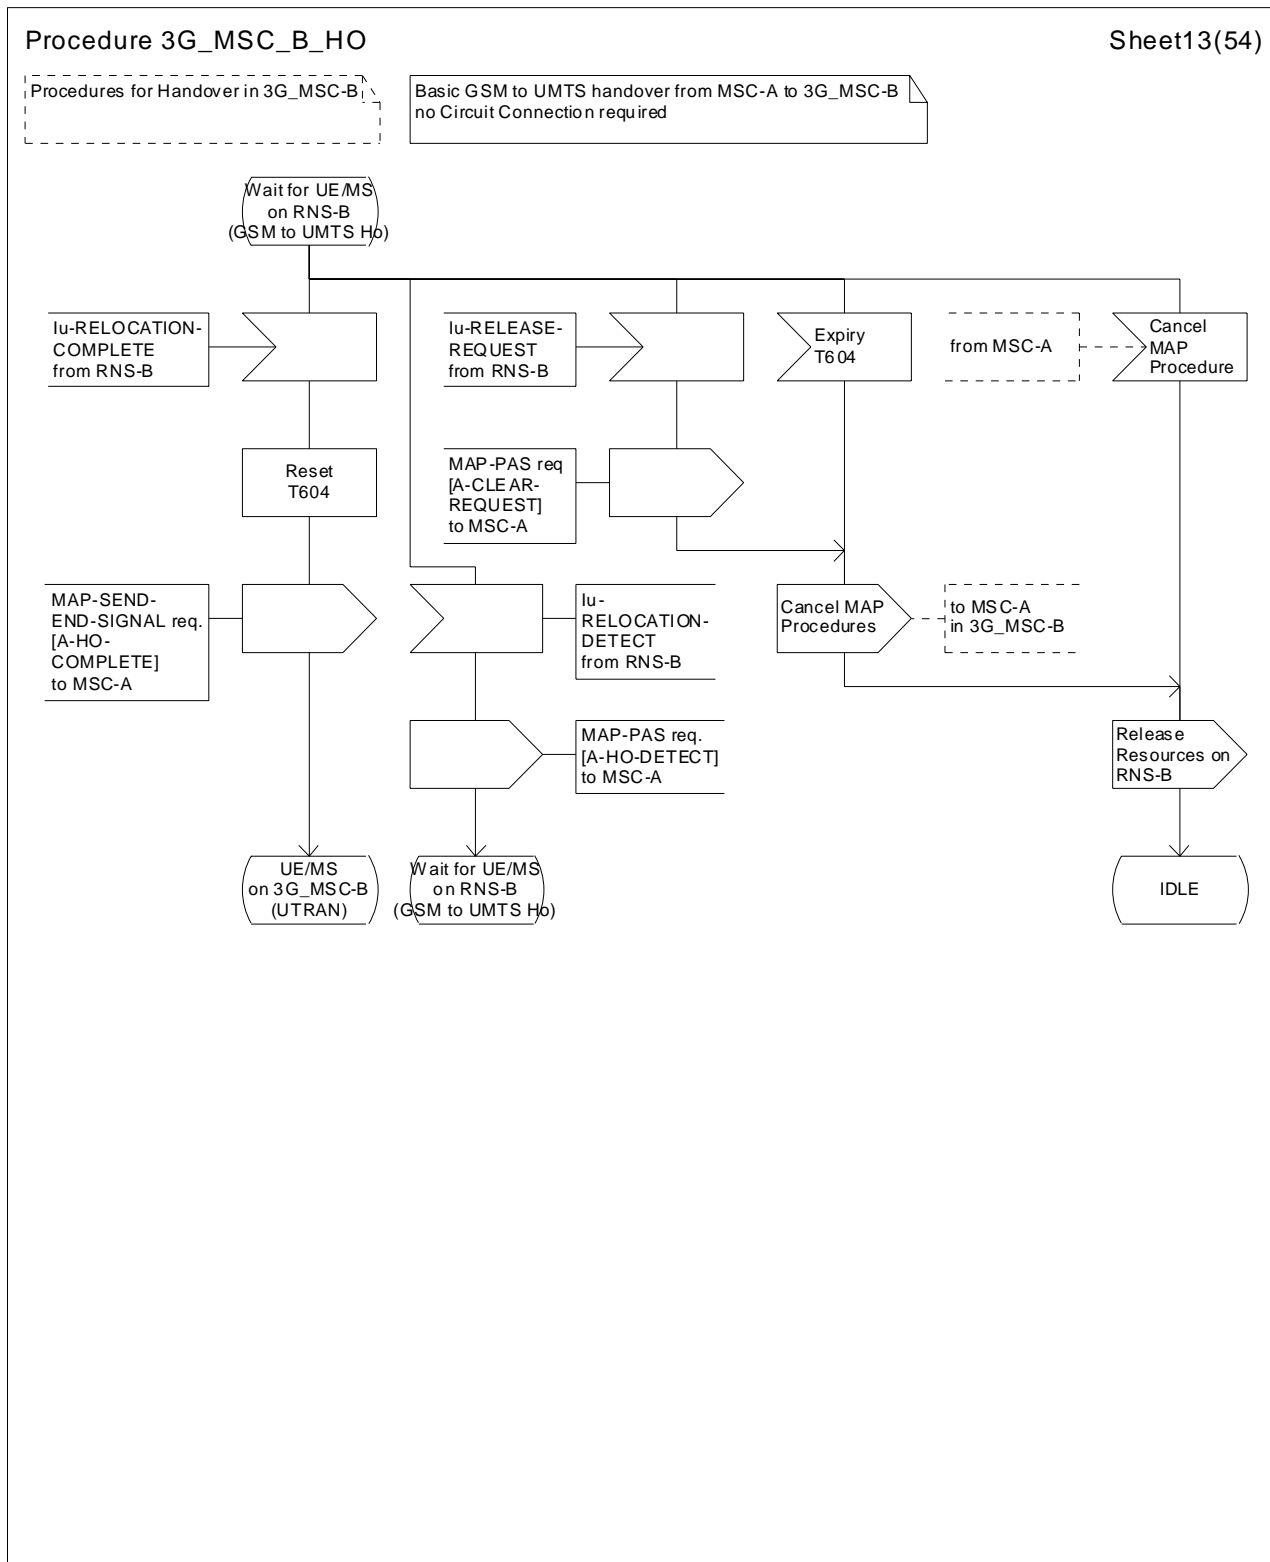 Procedure 3G_MSC_B_HO
Sheet13(54)
Procedures for Handover in 3G_MSC-B
Basic GSM to UMTS handover from MSC-A to 3G_MSC-B
no Circuit Connection required
Wait for UE/MS
on RNS-B
(GSM to UMTS Ho)
Iu-RELOCATION-
COMPLETE
from RNS-B
Iu-RELEASE-
REQUEST
from RNS-B
Expiry
T604
from MSC-A
Cancel
MAP
Procedure
Reset
T604
MAP-PAS req
[A-CLEAR-
REQUEST]
to MSC-A
MAP-SEND-
END-SIGNAL req.
[A-HO-
COMPLETE]
to MSC-A
Iu-
RELOCATION-
DETECT
from RNS-B
Cancel MAP
Procedures
to MSC-A
in 3G_MSC-B
MAP-PAS req.
[A-HO-DETECT]
to MSC-A
Release
Resources on
RNS-B
UE/MS
on 3G_MSC-B
(UTRAN)
Wait for UE/MS
on RNS-B
(GSM to UMTS Ho)
IDLE